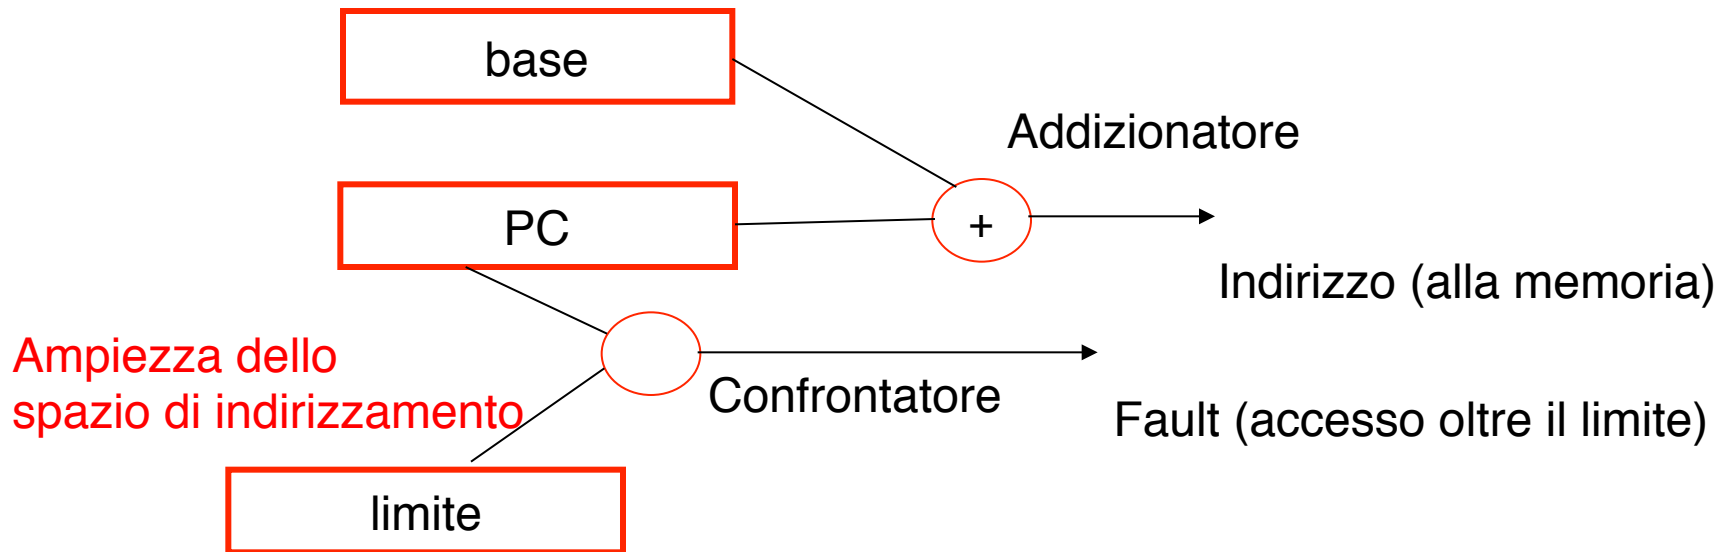 base
Addizionatore
PC
+
Indirizzo (alla memoria)
Ampiezza dello
spazio di indirizzamento
Confrontatore
Fault (accesso oltre il limite)
limite